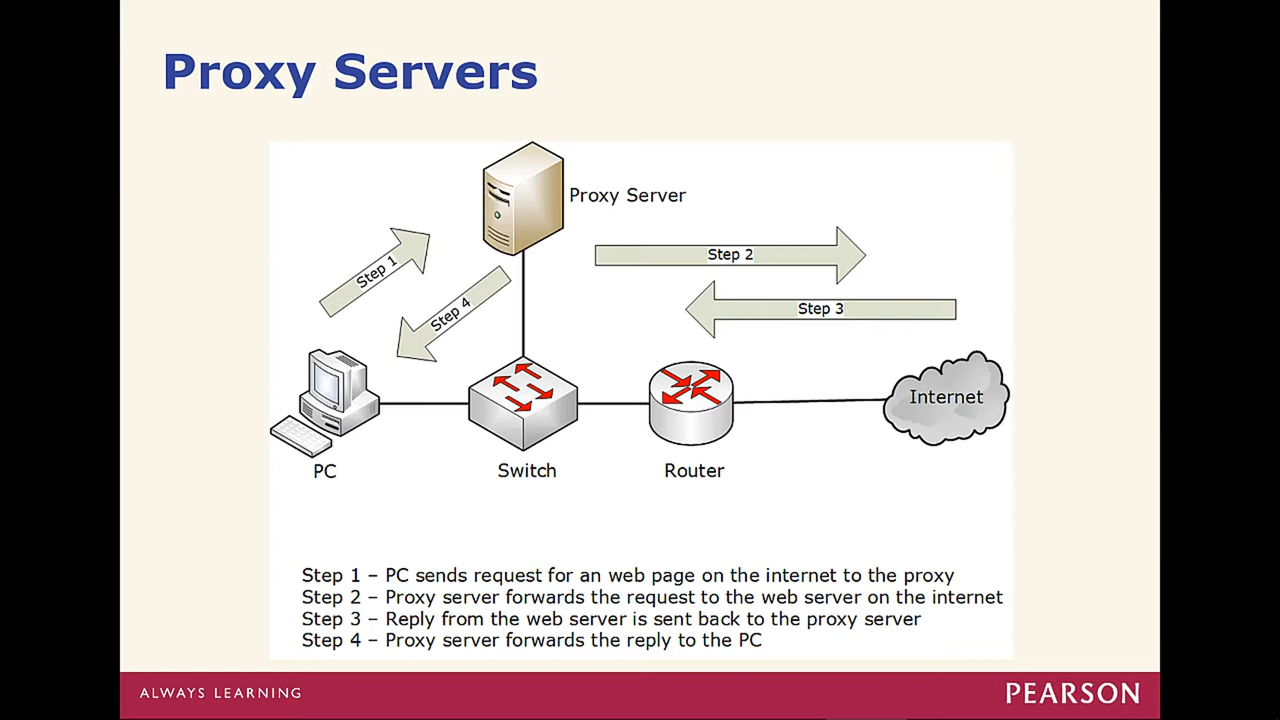 Proxy Servers
Proxy Server
Step 1
Step 2
Step 4
Step 3
Internet
PC
Switch
Router
Step 1 – PC sends request for an web page on the internet to the proxy
Step 2 – Proxy server forwards the request to the web server on the internet
Step 3 – Reply from the web server is sent back to the proxy server
Step 4 – Proxy server forwards the reply to the PC
ALWAYS LEARNING
PEARSON